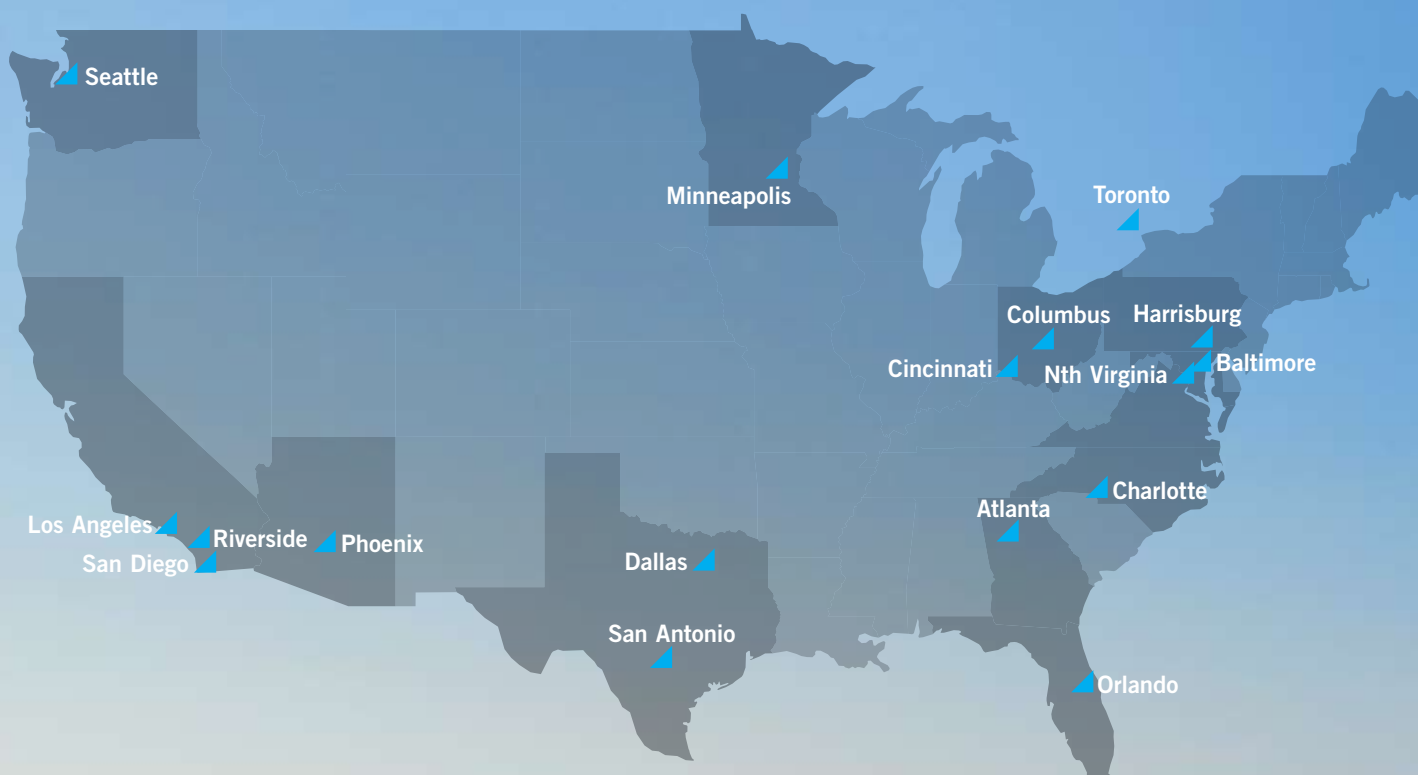 Seattle
Minneapolis
Toronto
Columbus
Harrisburg
Cincinnati
Nth Virginia
Baltimore
Charlotte
Atlanta
Los Angeles
Riverside
Phoenix
San Diego
Dallas
San Antonio
Orlando